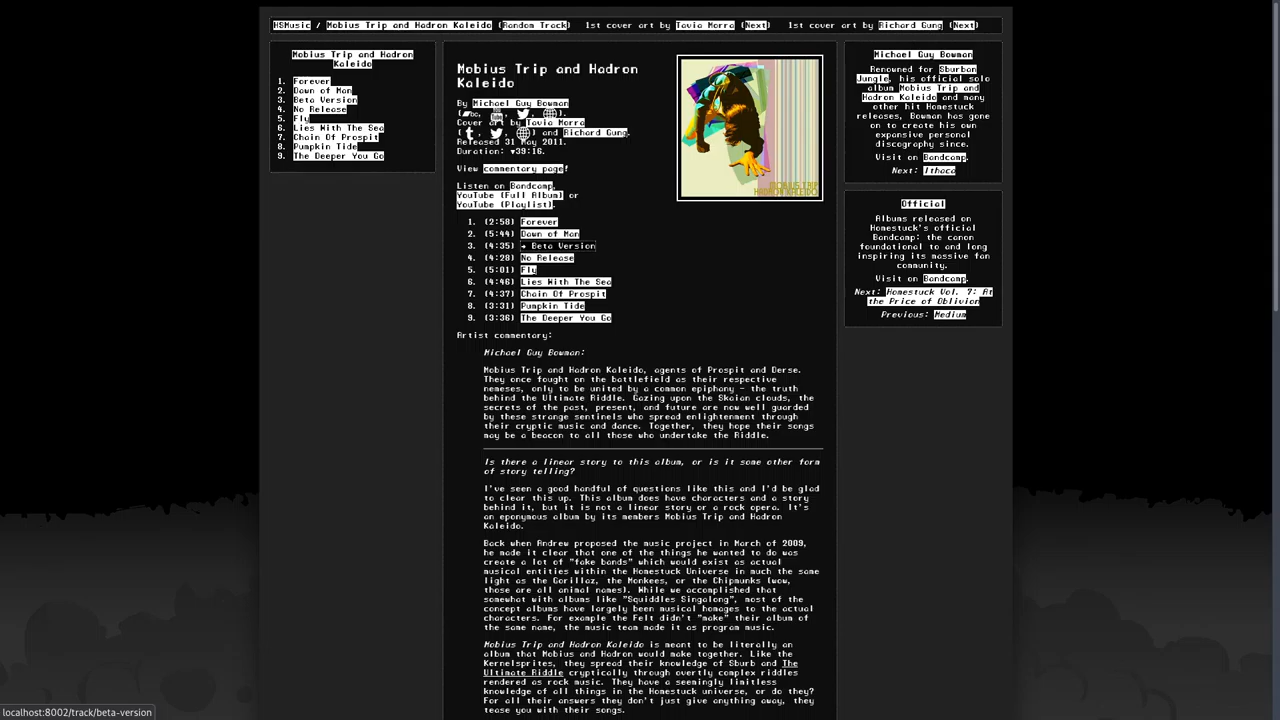 HSMusic / Mobius Trip and Hadron Kaleido (Random Track) 1st cover art by Tavia Morra (Next) 1st cover art by Richard Gung (Next)
Mobius Trip and Hadron
Kaleido
1. Forever
2. Dawn of Man
3. Beta Version
4. No Release
5. Fly
6. Lies With The Sea
7. Chain Of Prospit
8. Pumpkin Tide
9. The Deeper You Go
Mobius Trip and Hadron
Kaleido
By Michael Guy Bowman
Cover art by Tavia Morra
and Richard Gung.
Released 31 May 2011.
Duration: ~39:16.
View commentary page!
Listen on Bandcamp,
YouTube (Full Album) or
YouTube (Playlist).
1. (2:58) Forever
2. (5:44) Dawn of Man
3. (4:35) → Beta Version
4. (4:28) No Release
5. (5:01) Fly
6. (4:46) Lies With The Sea
7. (4:37) Chain Of Prospit
8. (3:31) Pumpkin Tide
9. (3:36) The Deeper You Go
Artist commentary:
Michael Guy Bowman:
Mobius Trip and Hadron Kaleido, agents of Prospit and Derse.
They once fought on the battlefield as their respective
nemeses, only to be united by a common epiphany - the truth
behind the Ultimate Riddle. Gazing upon the Skaian clouds, the
secrets of the past, present, and future are now well guarded
by these strange sentinels who spread enlightenment through
their cryptic music and dance. Together, they hope their songs
may be a beacon to all those who undertake the Riddle.
Is there a linear story to this album, or is it some other form
of story telling?
I've seen a good handful of questions like this and I'd be glad
to clear this up. This album does have characters and a story
behind it, but it is not a linear story or a rock opera. It's
an eponymous album by its members Mobius Trip and Hadron
Kaleido.
Back when Andrew proposed the music project in March of 2009,
he made it clear that one of the things he wanted to do was
create a lot of "fake bands" which would exist as actual
musical entities within the Homestuck Universe in much the same
light as the Gorillaz, the Monkees, or the Chipmunks (wow,
those are all animal names). While we accomplished that
somewhat with albums like "Squiddles Singalong", most of the
concept albums have largely been musical homages to the actual
characters. For example the Felt didn't "make" their album of
the same name, the music team made it as program music.
Mobius Trip and Hadron Kaleido is meant to be literally an
album that Mobius and Hadron would make together. Like the
Kernelsprites, they spread their knowledge of Sburb and The
Ultimate Riddle cryptically through overtly complex riddles
rendered as rock music. They have a seemingly limitless
knowledge of all things in the Homestuck universe, or do they?
For all their answers they don't just give anything away, they
tease you with their songs.
MOBIUS TRIP
HADRON KALEIDO
Michael Guy Bowman
Renowned for Sburban
Jungle, his official solo
album Mobius Trip and
Hadron Kaleido and many
other hit Homestuck
releases, Bowman has gone
on to create his own
expansive personal
discography since.
Visit on Bandcamp.
Next: Ithaca
Official
Albums released on
Homestuck's official
Bandcamp: the canon
foundational to and long
inspiring its massive fan
community.
Visit on Bandcamp.
Next: Homestuck Vol. 7: At
the Price of Oblivion
Previous: Medium
localhost:8002/track/beta-version